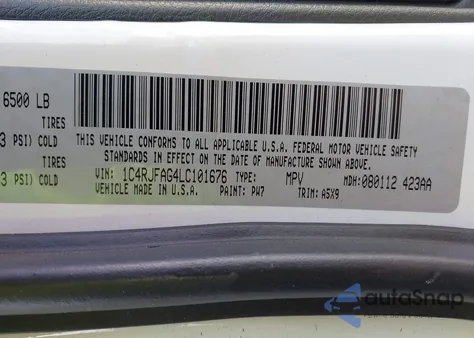 6500 LB
TIRES
3 PSI) COLD
THIS VEHICLE CONFORMS TO ALL APPLICABLE U.S.A. FEDERAL MOTOR VEHICLE SAFETY
TIRES
STANDARDS IN EFFECT ON THE DATE OF MANUFACTURE SHOWN ABOVE.
3 PSI) COLD
VIN: 1C4RJFAG4LC101676 TYPE: MPV MDH: 080112 423AA
VEHICLE MADE IN U.S.A. PAINT: PW7 TRIM: A5X9
autoSnap
www.autosnap